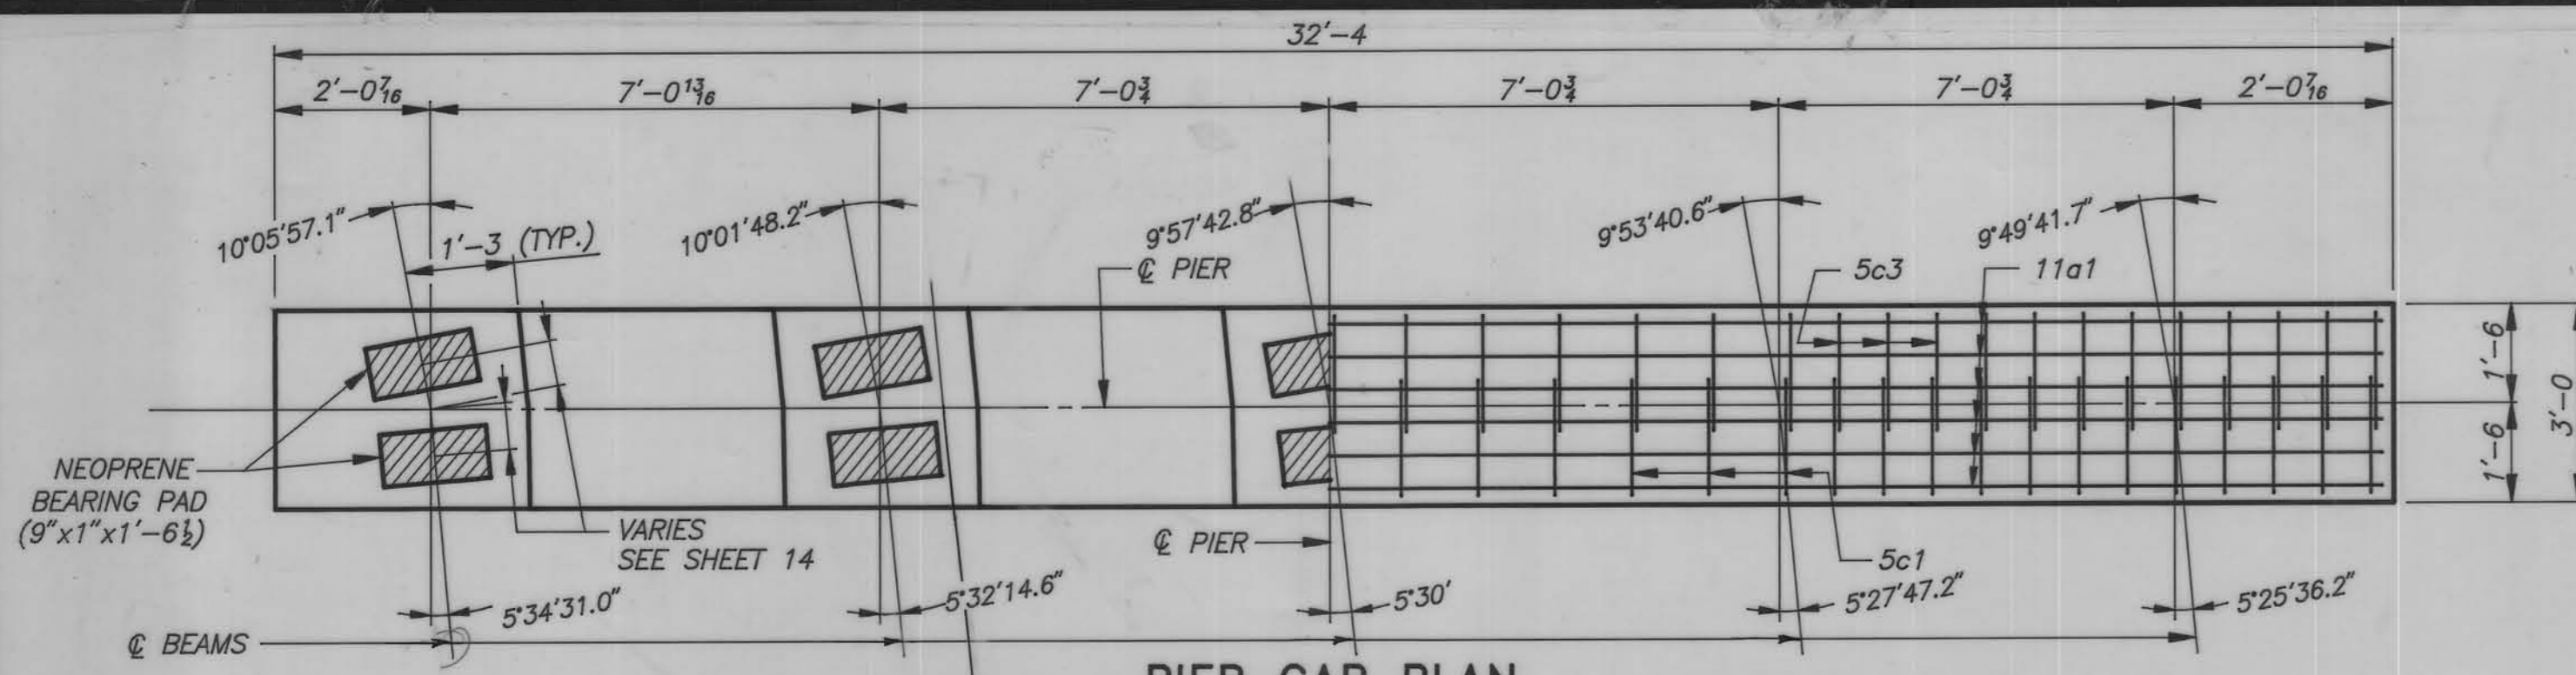 32'-4
2'-0 7/16
7'-0 13/16
7'-0 3/4
7'-0 3/4
7'-0 3/4
2'-0 7/16
10°05'57.1"
1'-3 (TYP.)
10°01'48.2"
9°57'42.8"
℄ PIER
9°53'40.6"
5c3
9°49'41.7"
11a1
1'-6
1'-6
3'-0
NEOPRENE
BEARING PAD
(9"x1"x1'-6½)
VARIES
SEE SHEET 14
℄ PIER
5c1
5°34'31.0"
5°32'14.6"
5°30'
5°27'47.2"
5°25'36.2"
℄ BEAMS
PIER CAP PLAN